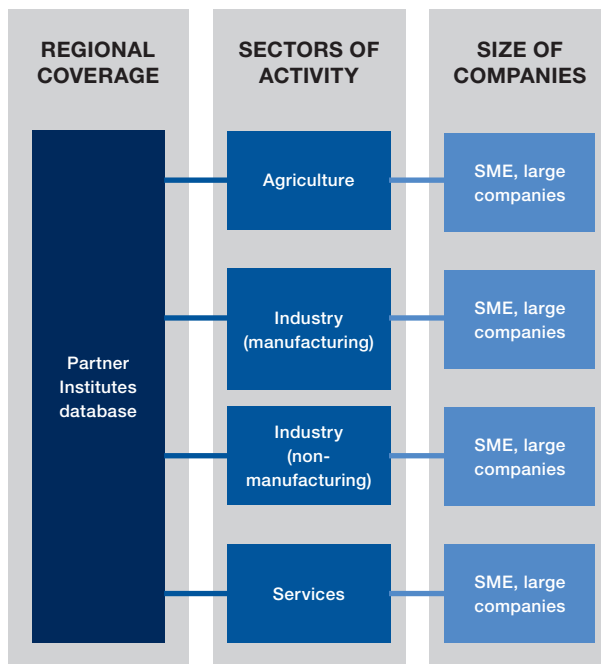 REGIONAL
COVERAGE
SECTORS OF
ACTIVITY
SIZE OF
COMPANIES
Partner
Institutes
database
Agriculture
SME, large
companies
Industry
(manufacturing)
SME, large
companies
Industry
(non-
manufacturing)
SME, large
companies
Services
SME, large
companies